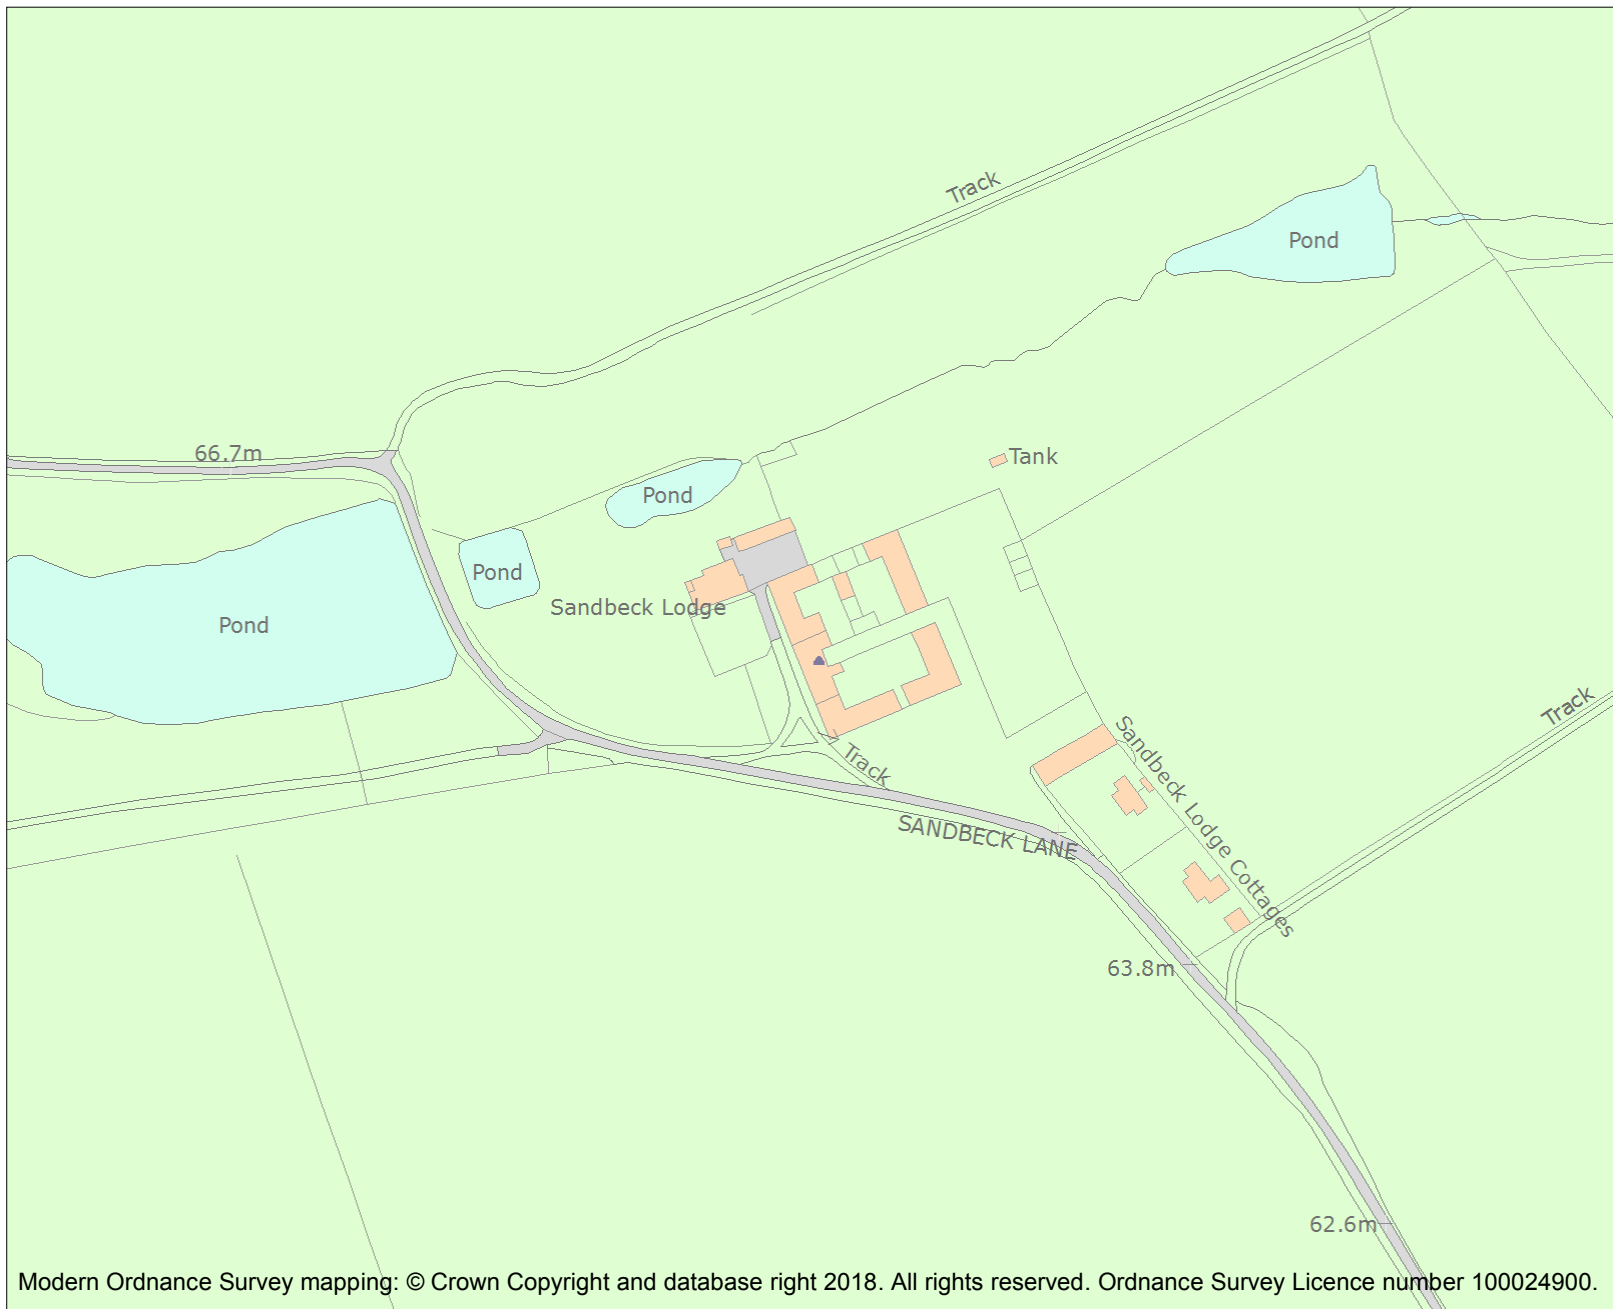 Track
Pond
66.7m
Tank
Pond
Pond
Sandbeck Lodge
Pond
Track
Track
Sandbeck Lodge Cottages
SANDBECK LANE
63.8m
62.6m
Modern Ordnance Survey mapping: © Crown Copyright and database right 2018. All rights reserved. Ordnance Survey Licence number 100024900.